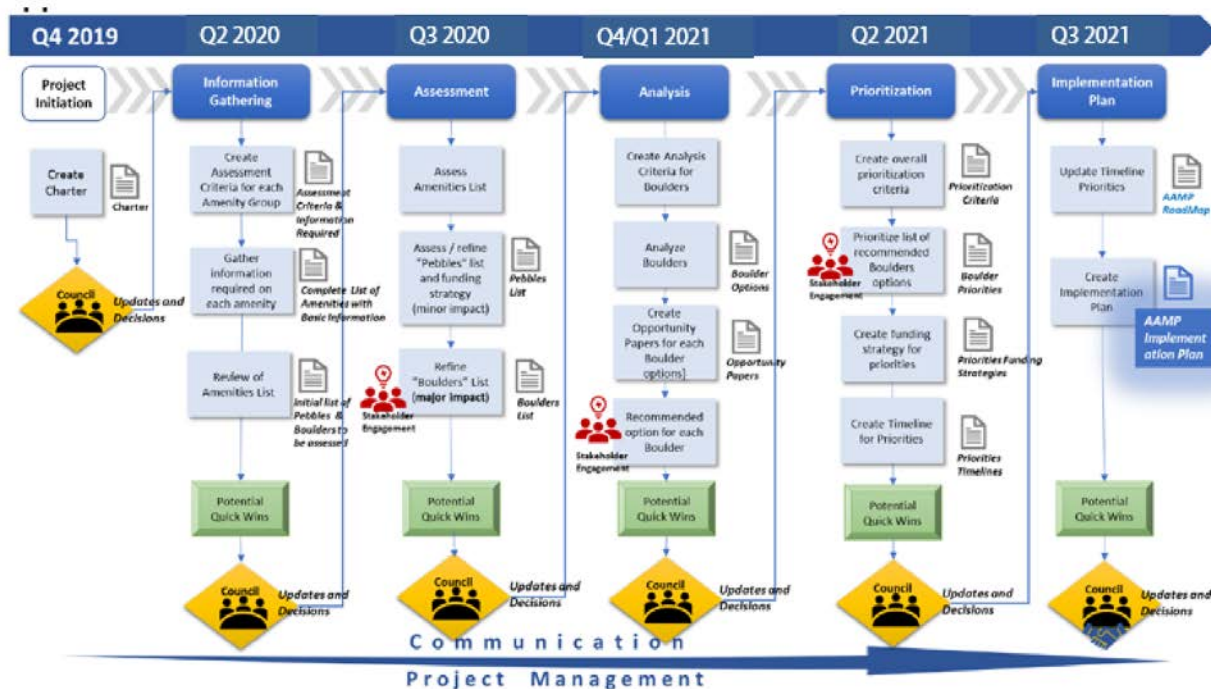 Q4 2019
Q2 2020
Q3 2020
Q4/Q1 2021
Q2 2021
Q3 2021
Project
Initiation
Information
Gathering
Assessment
Analysis
Prioritization
Implementation
Plan
Create
Charter
Charter
Council
Updates and
Decisions
Create
Assessment
Criteria for each
Amenity Group
Assessment
Criteria &
Information
Required
Gather
information
required on
each amenity
Complete List of
Amenities with
Basic Information
Review of
Amenities List
Initial list of
Pebbles &
Boulders to
be assessed
Potential
Quick Wins
Council
Updates and
Decisions
Assess
Amenities List
Assess / refine
"Pebbles" list
and funding
strategy
(minor impact)
Pebbles
List
Refine
"Boulders" List
(major impact)
Stakeholder
Engagement
Boulders
List
Potential
Quick Wins
Council
Updates and
Decisions
Create Analysis
Criteria for
Boulders
Analyze
Boulders
Boulder
Options
Create
Opportunity
Papers for each
Boulder
options]
Opportunity
Papers
Recommended
option for each
Boulder
Stakeholder
Engagement
Potential
Quick Wins
Council
Updates and
Decisions
Create overall
prioritization
criteria
Prioritization
Criteria
Prioritize list of
recommended
Boulders
options
Stakeholder
Engagement
Boulder
Priorities
Create funding
strategy for
priorities
Priorities Funding
Strategies
Create Timeline
for Priorities
Priorities
Timelines
Potential
Quick Wins
Council
Updates and
Decisions
Update Timeline
Priorities
AAMP
RoadMap
Create
Implementation
Plan
AAMP
Implement
ation Plan
Potential
Quick Wins
Council
Communication
Project Management